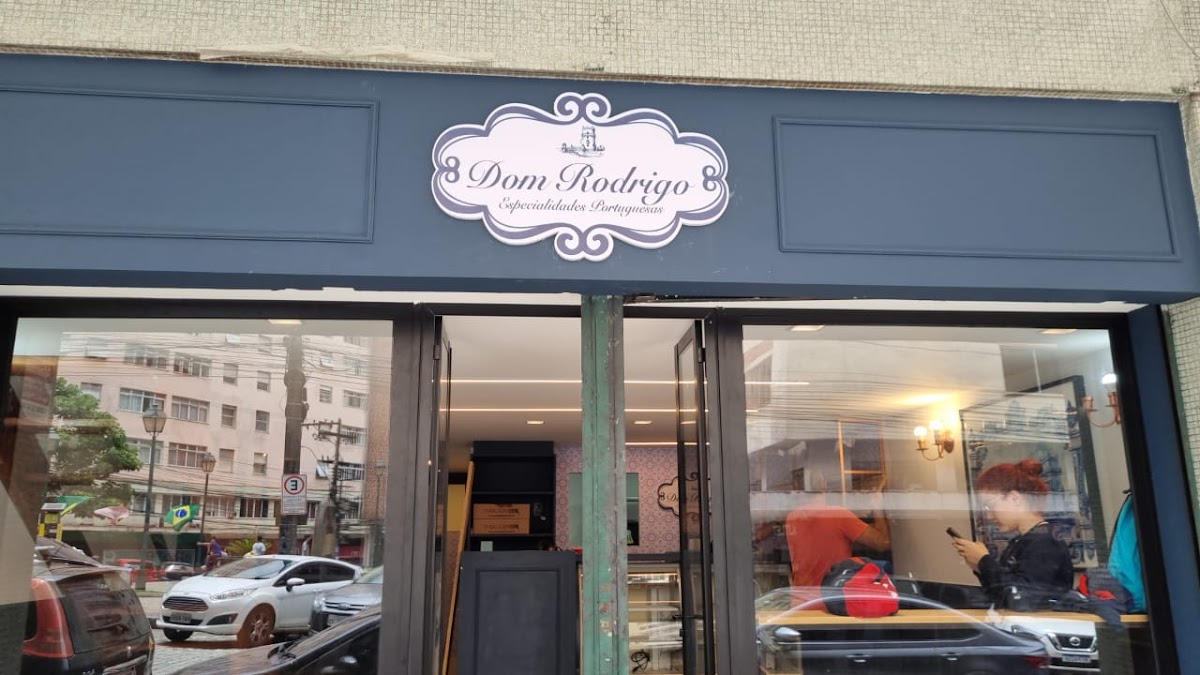 Dom Rodrigo
Especialidades Portuguesas
E